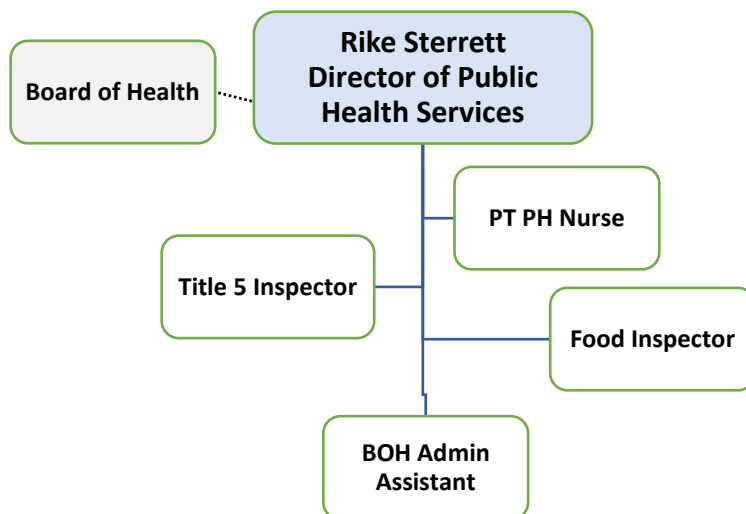 Rike Sterrett
Director of Public
Health Services
Board of Health
PT PH Nurse
Title 5 Inspector
Food Inspector
BOH Admin
Assistant